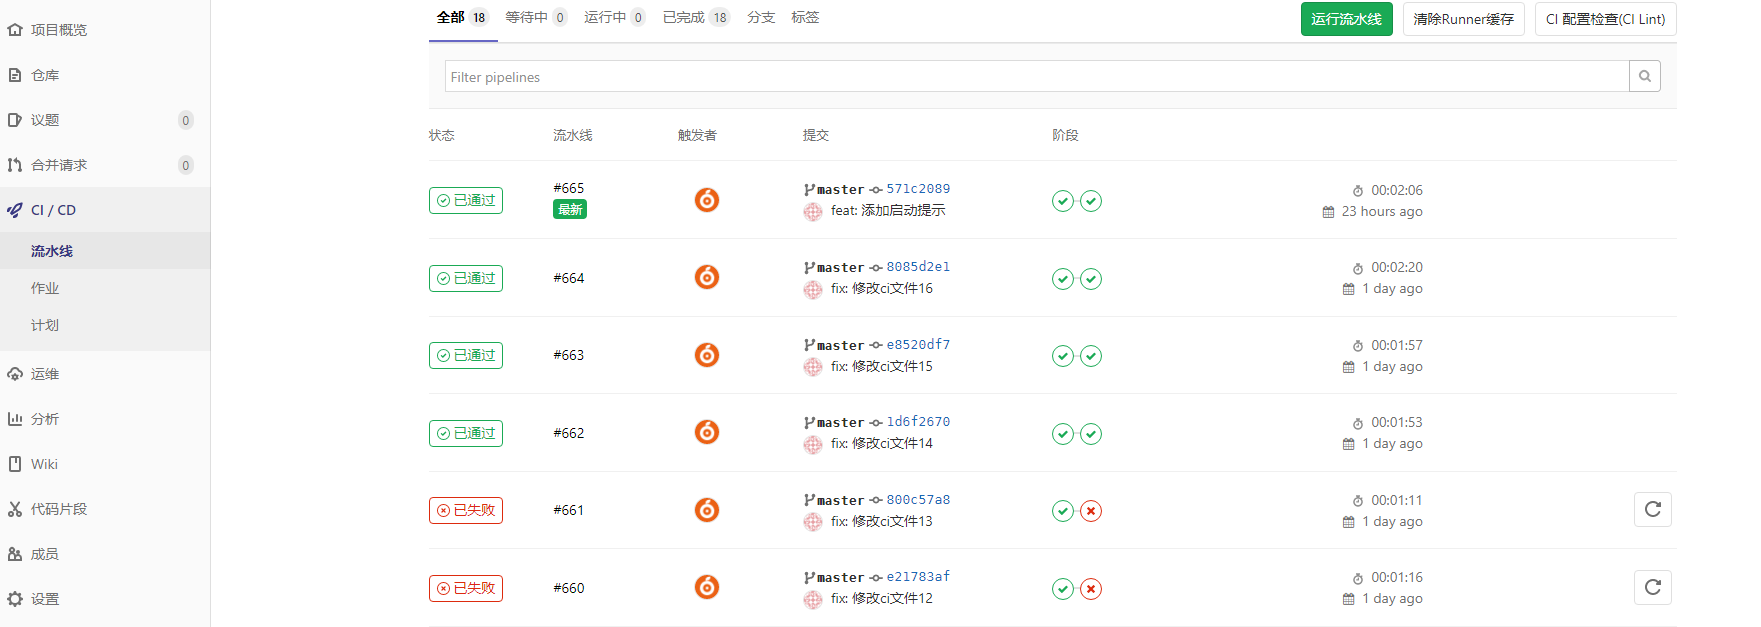 项目概览
仓库
议题 0
合并请求 0
CI / CD
流水线
作业
计划
运维
分析
Wiki
代码片段
成员
设置
全部 18 等待中 0 运行中 0 已完成 18 分支 标签
运行流水线 清除Runner缓存 CI 配置检查(CI Lint)
Filter pipelines
状态 流水线 触发者 提交 阶段
已通过 #665 最新 master 571c2089 00:02:06
feat: 添加启动提示 23 hours ago
已通过 #664 master 8085d2e1 00:02:20
fix: 修改ci文件16 1 day ago
已通过 #663 master e8520df7 00:01:57
fix: 修改ci文件15 1 day ago
已通过 #662 master 1d6f2670 00:01:53
fix: 修改ci文件14 1 day ago
已失败 #661 master 800c57a8 00:01:11
fix: 修改ci文件13 1 day ago
已失败 #660 master e21783af 00:01:16
fix: 修改ci文件12 1 day ago